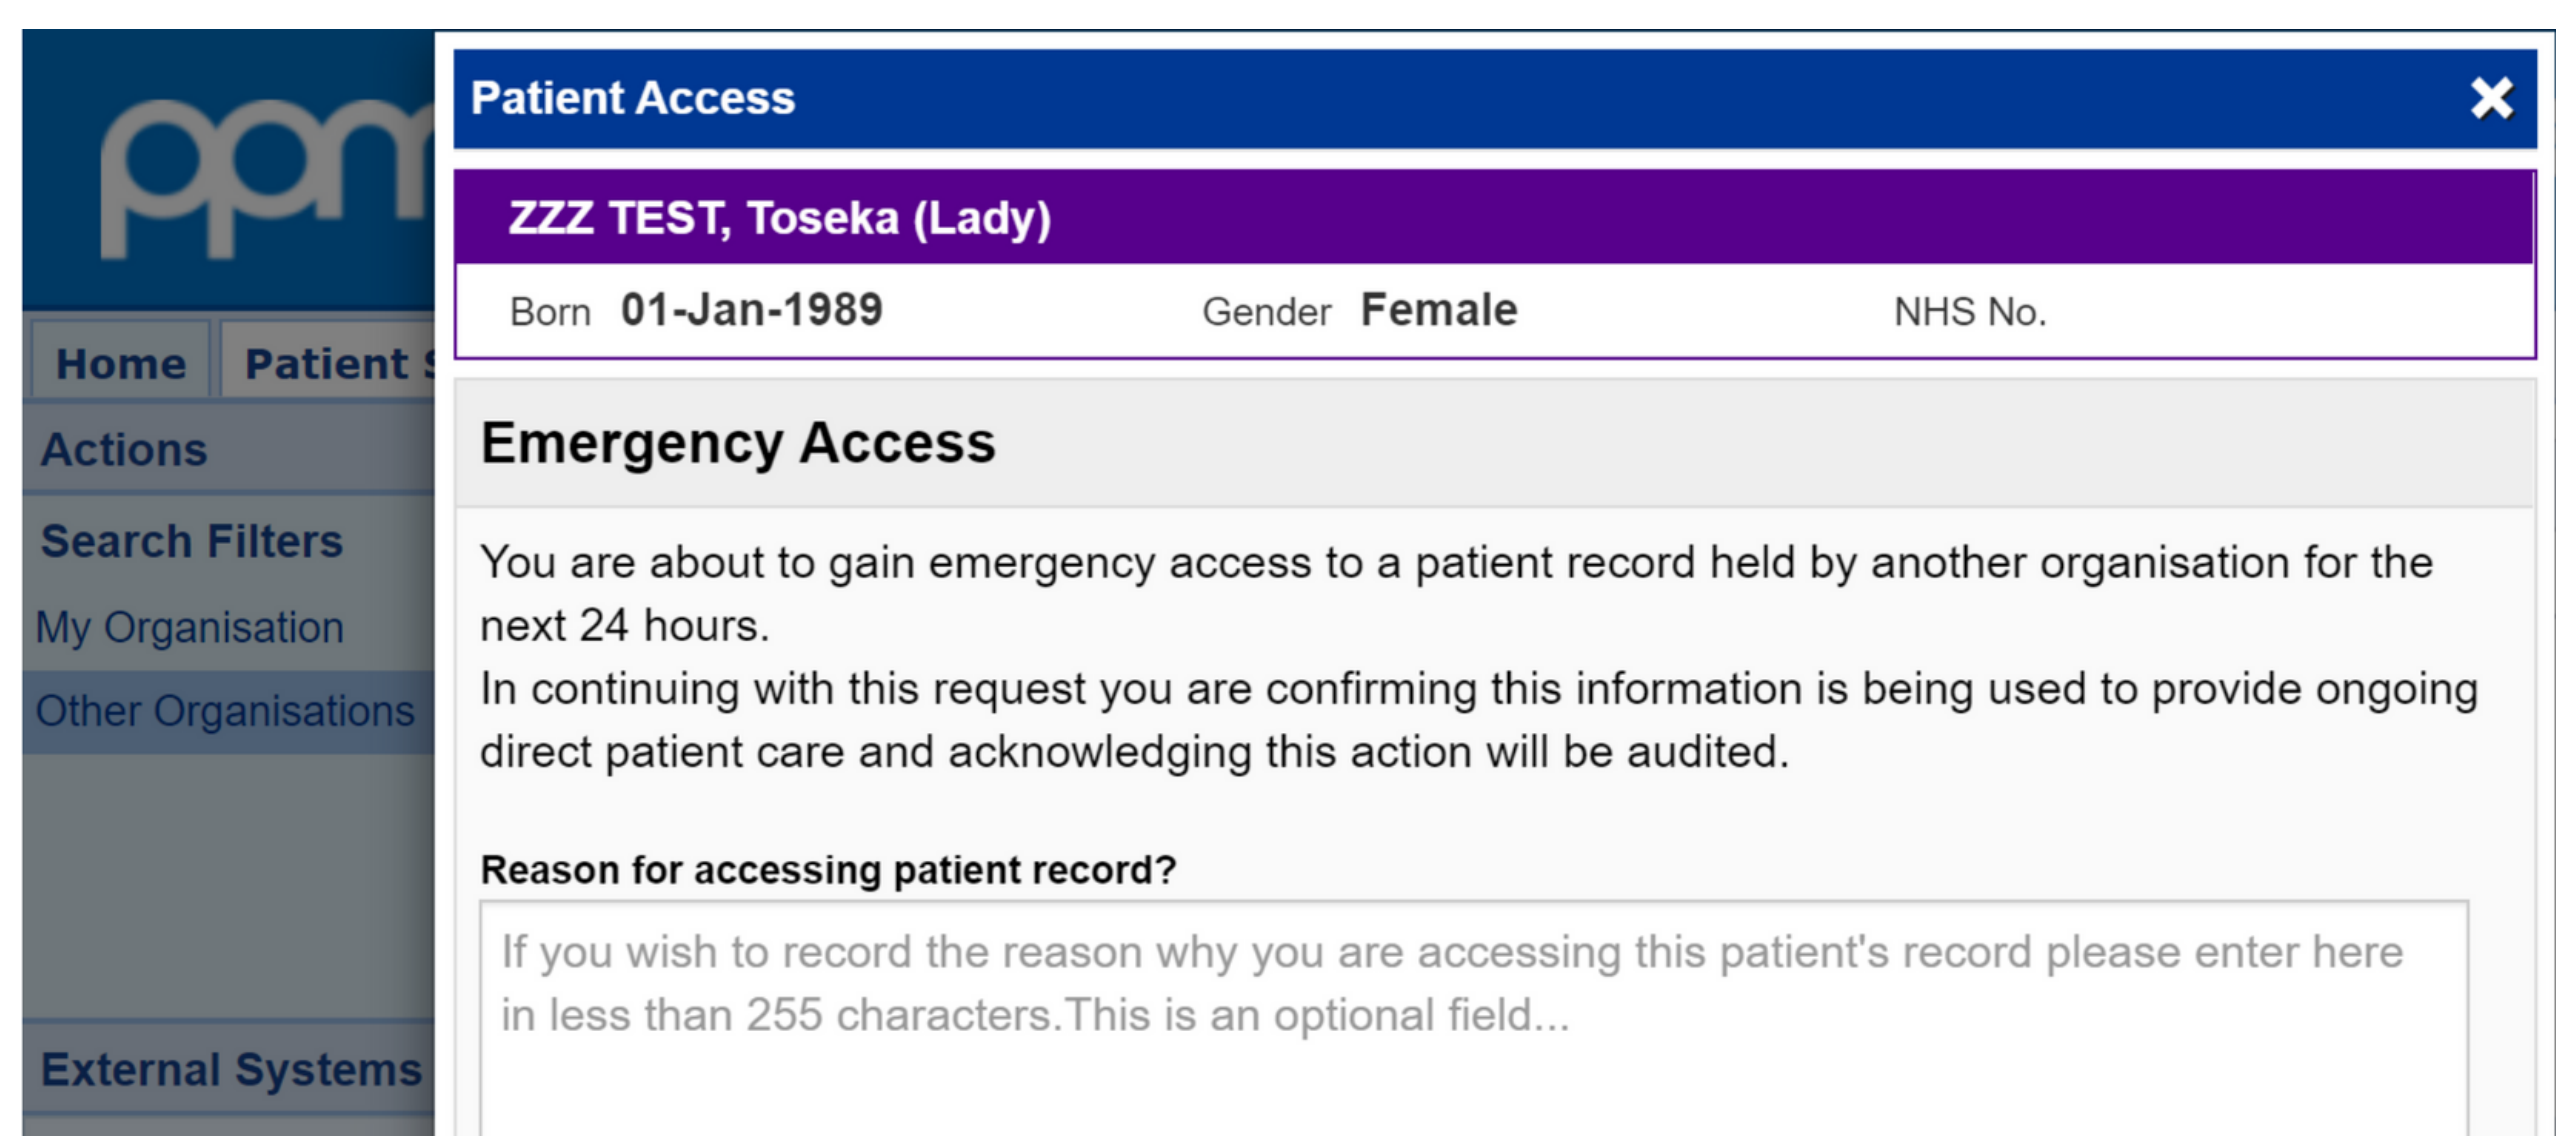 ppm
Patient Access
ZZZ TEST, Toseka (Lady)
Born 01-Jan-1989 Gender Female NHS No.
Home Patient
Actions
Search Filters
My Organisation
Other Organisations
External Systems
Emergency Access
You are about to gain emergency access to a patient record held by another organisation for the
next 24 hours.
In continuing with this request you are confirming this information is being used to provide ongoing
direct patient care and acknowledging this action will be audited.
Reason for accessing patient record?
If you wish to record the reason why you are accessing this patient's record please enter here
in less than 255 characters.This is an optional field...